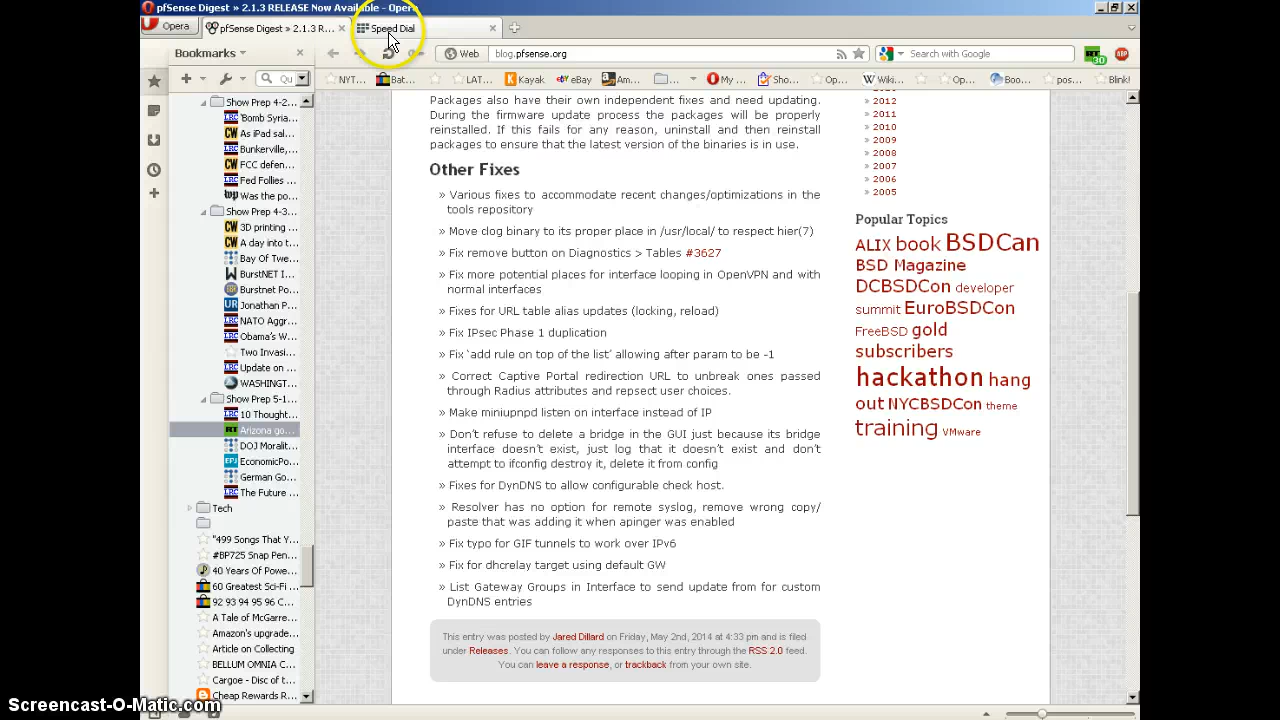 pfSense Digest » 2.1.3 RELEASE Now Available - Opera
Opera
pfSense Digest » 2.1.3 R...
Speed Dial
Bookmarks
Web
blog.pfsense.org
Search with Google
30
ABP
Qu
NYT...
Bat...
LAT...
kayak
eBay
Am...
My ...
Sho...
Wiki...
Op...
Boo...
pos...
Blink!
Show Prep 4-2...
'Bomb Syria...
As iPad sal...
Bunkerville,...
FCC defen...
Fed Follies ...
Was the po...
Show Prep 4-3...
3D printing ...
A day into t...
Bay Of Twe...
BurstNET I...
Burstnet Po...
Jonathan P...
NATO Aggr...
Obama's W...
Two Invasi...
Update on ...
WASHINGT...
Show Prep 5-1...
10 Thought...
Arizona go...
DOJ Moralit...
EconomicPo...
German Go...
The Future ...
Tech
"499 Songs That Y...
#BP725 Snap Pen...
40 Years Of Powe...
60 Greatest Sci-Fi...
92 93 94 95 96 C...
A Tale of McGarre...
Amazon's upgrade...
Article on Collecting
BELLUM OMNIA C...
Cargoe - Disc of t...
Cheap Rewards R...
Packages also have their own independent fixes and need updating.
During the firmware update process the packages will be properly
reinstalled. If this fails for any reason, uninstall and then reinstall
packages to ensure that the latest version of the binaries is in use.
Other Fixes
» Various fixes to accommodate recent changes/optimizations in the
tools repository
» Move clog binary to its proper place in /usr/local/ to respect hier(7)
» Fix remove button on Diagnostics > Tables #3627
» Fix more potential places for interface looping in OpenVPN and with
normal interfaces
» Fixes for URL table alias updates (locking, reload)
» Fix IPsec Phase 1 duplication
» Fix 'add rule on top of the list' allowing after param to be -1
» Correct Captive Portal redirection URL to unbreak ones passed
through Radius attributes and repsect user choices.
» Make miniupnpd listen on interface instead of IP
» Don't refuse to delete a bridge in the GUI just because its bridge
interface doesn't exist, just log that it doesn't exist and don't
attempt to ifconfig destroy it, delete it from config
» Fixes for DynDNS to allow configurable check host.
» Resolver has no option for remote syslog, remove wrong copy/
paste that was adding it when apinger was enabled
» Fix typo for GIF tunnels to work over IPv6
» Fix for dhcrelay target using default GW
» List Gateway Groups in Interface to send update from for custom
DynDNS entries
This entry was posted by Jared Dillard on Friday, May 2nd, 2014 at 4:33 pm and is filed
under Releases. You can follow any responses to this entry through the RSS 2.0 feed.
You can leave a response, or trackback from your own site.
» 2012
» 2011
» 2010
» 2009
» 2008
» 2007
» 2006
» 2005
Popular Topics
ALIX book BSDCan
BSD Magazine
DCBSDCon developer
summit EuroBSDCon
FreeBSD gold
subscribers
hackathon hang
out NYCBSDCon theme
training VMware
Screencast-O-Matic.com